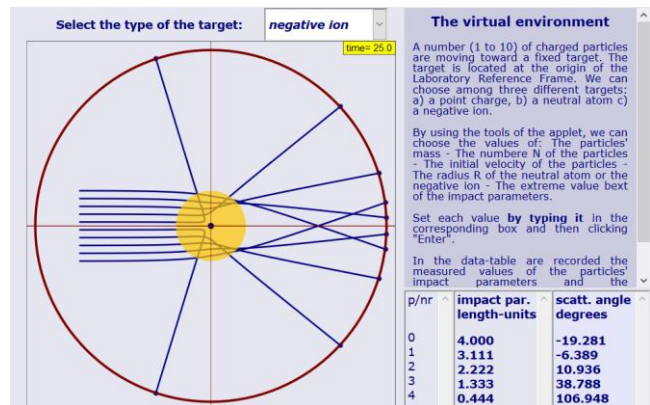 Select the type of the target: negative ion
time= 25.0
The virtual environment
A number (1 to 10) of charged particles
are moving toward a fixed target. The
target is located at the origin of the
Laboratory Reference Frame. We can
choose among three different targets:
a) a point charge, b) a neutral atom c)
a negative ion.
By using the tools of the applet, we can
choose the values of: The particles'
mass - The numbere N of the particles
- The initial velocity of the particles -
The radius R of the neutral atom or the
negative ion - The extreme value bext
of the impact parameters.
Set each value by typing it in the
corresponding box and then clicking
"Enter".
In the data-table are recorded the
measured values of the particles'
impact parameters and the
p/nr impact par. scatt. angle
length-units degrees
0 4.000 -19.281
1 3.111 -6.389
2 2.222 10.936
3 1.333 38.788
4 0.444 106.948